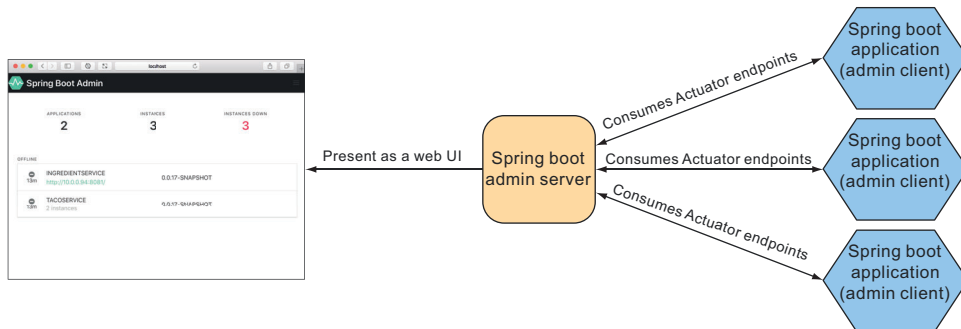 localhost
Spring Boot Admin
APPLICATIONS
2
INSTANCES
3
INSTANCES DOWN
3
OFFLINE
13m
INGREDIENTSERVICE
http://10.0.0.94:8081/
0.0.17-SNAPSHOT
13m
TACOSERVICE
2 instances
0.0.17-SNAPSHOT
Present as a web UI
Spring boot
admin server
Consumes Actuator endpoints
Consumes Actuator endpoints
Consumes Actuator endpoints
Spring boot
application
(admin client)
Spring boot
application
(admin client)
Spring boot
application
(admin client)